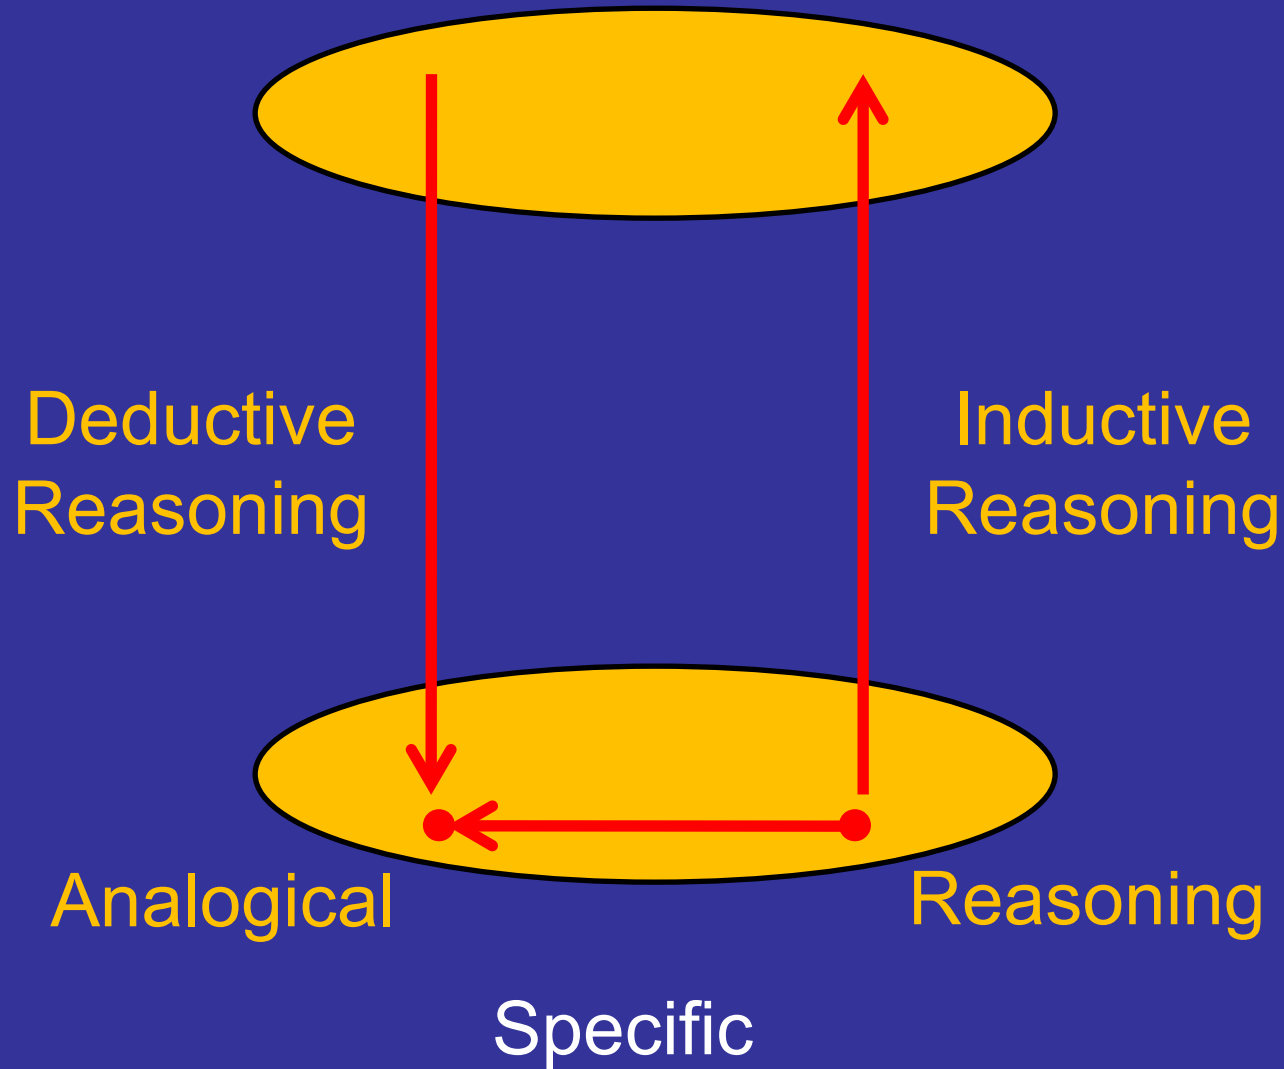 Deductive
Reasoning
Inductive
Reasoning
Analogical
Reasoning
Specific